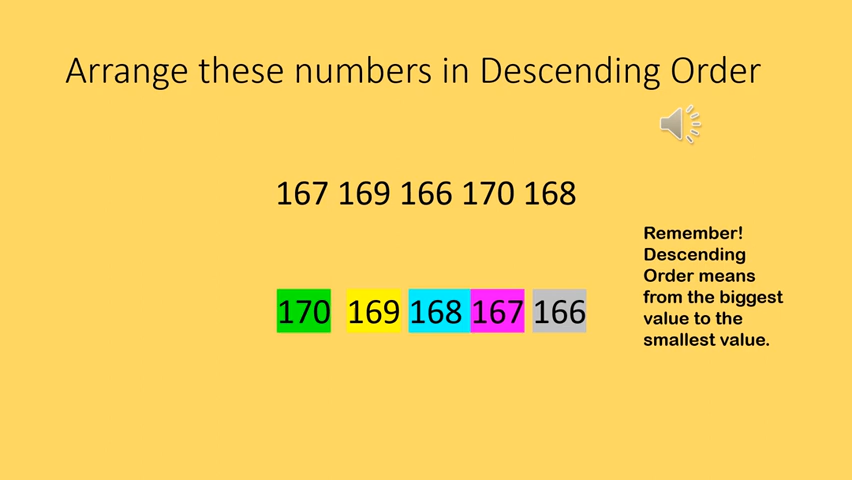 Arrange these numbers in Descending Order
167 169 166 170 168
170 169 168 167 166
Remember!
Descending
Order means
from the biggest
value to the
smallest value.